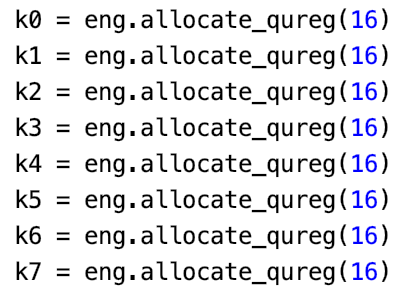 k0 = eng.allocate_qureg(16)
k1 = eng.allocate_qureg(16)
k2 = eng.allocate_qureg(16)
k3 = eng.allocate_qureg(16)
k4 = eng.allocate_qureg(16)
k5 = eng.allocate_qureg(16)
k6 = eng.allocate_qureg(16)
k7 = eng.allocate_qureg(16)